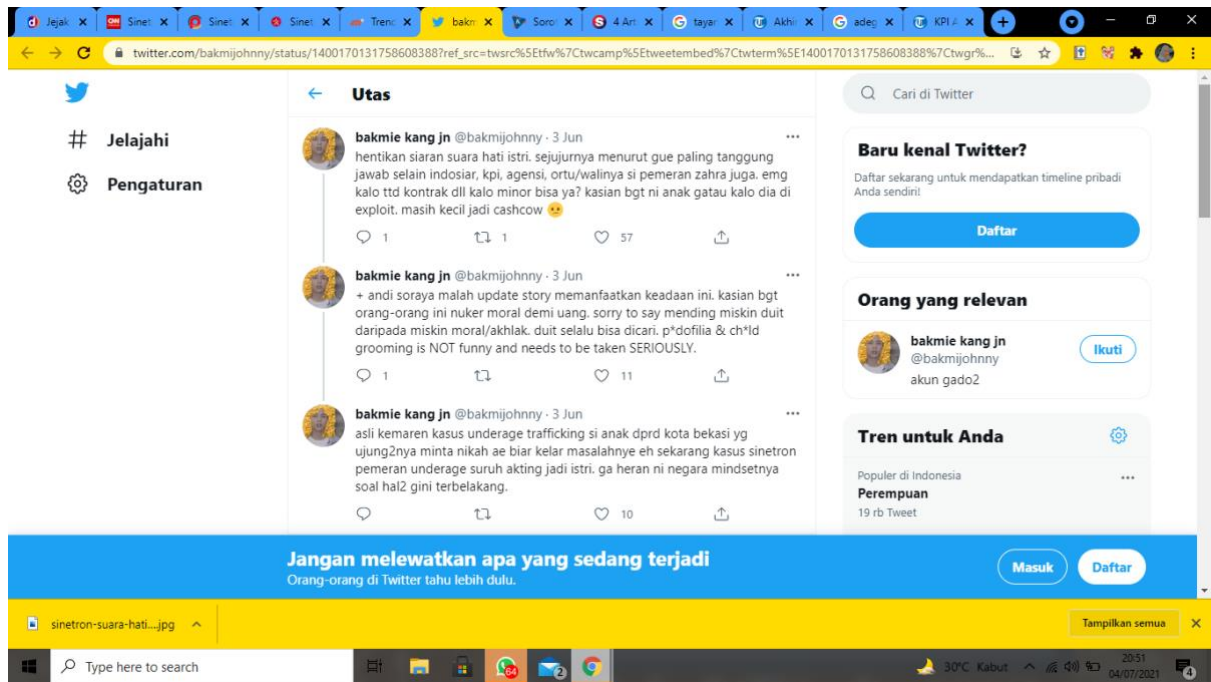 Jejak
Sinet
Sinet
Sinet
Trend
bakm
Sorot
4 Art
tayar
Akhir
adeg
KPI A
twitter.com/bakmijohnny/status/1400170131758608388?ref_src=twsrc%5Etfw%7Ctwcamp%5Etweetembed%7Ctwterm%5E1400170131758608388%7Ctwgr%...
Utas
Cari di Twitter
Jelajahi
Pengaturan
bakmie kang jn @bakmijohnny · 3 Jun
hentikan siaran suara hati istri. sejujurnya menurut gue paling tanggung
jawab selain indosiar, kpi, agensi, ortu/walinya si pemeran zahra juga. emg
kalo ttd kontrak dll kalo minor bisa ya? kasian bgt ni anak gatau kalo dia di
exploit. masih kecil jadi cashcow 😕
1 1 57
bakmie kang jn @bakmijohnny · 3 Jun
+ andi soraya malah update story memanfaatkan keadaan ini. kasian bgt
orang-orang ini nuker moral demi uang. sorry to say mending miskin duit
daripada miskin moral/akhlak. duit selalu bisa dicari. p*dofilia & ch*ld
grooming is NOT funny and needs to be taken SERIOUSLY.
1 11
bakmie kang jn @bakmijohnny · 3 Jun
asli kemaren kasus underage trafficking si anak dprd kota bekasi yg
ujung2nya minta nikah ae biar kelar masalahnye eh sekarang kasus sinetron
pemeran underage suruh akting jadi istri. ga heran ni negara mindsetnya
soal hal2 gini terbelakang.
10
Baru kenal Twitter?
Daftar sekarang untuk mendapatkan timeline pribadi
Anda sendiri!
Daftar
Orang yang relevan
bakmie kang jn
@bakmijohnny
Ikuti
akun gado2
Tren untuk Anda
Populer di Indonesia
Perempuan
19 rb Tweet
Jangan melewatkan apa yang sedang terjadi
Orang-orang di Twitter tahu lebih dulu.
Masuk
Daftar
sinetron-suara-hati....jpg
Tampilkan semua
Type here to search
64
2
30°C Kabut
20:51
04/07/2021
4